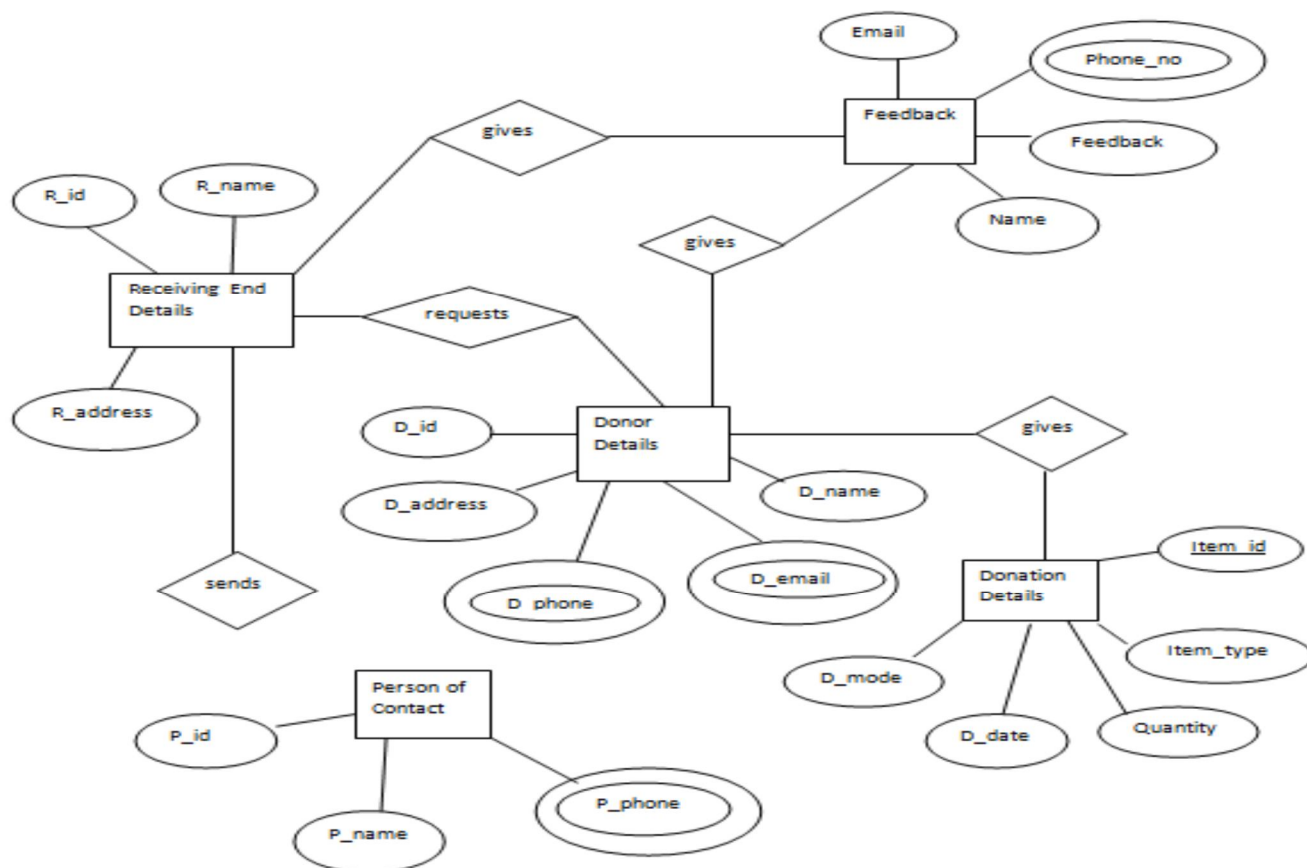 Email
Phone_no
Feedback
gives
Feedback
R_name
R_id
Name
gives
Receiving End
Details
requests
R_address
D_id
Donor
Details
gives
D_name
D_address
Item_id
D_email
sends
D_phone
Donation
Details
Item_type
D_mode
Person of
Contact
P_id
D_date
Quantity
P_phone
P_name